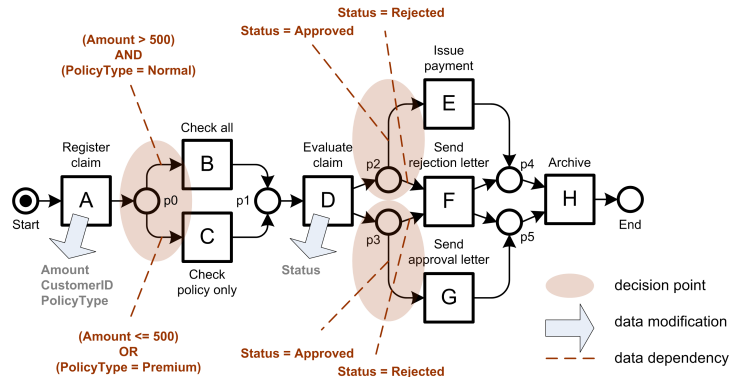 Status = Rejected
Status = Approved
(Amount > 500)
AND
(PolicyType = Normal)
Issue
payment
E
Register
claim
Check all
Evaluate
claim
Send
rejection letter
Archive
A
B
C
D
F
G
H
p0
p1
p2
p3
p4
p5
Start
End
Check
policy only
Send
approval letter
Amount
CustomerID
PolicyType
Status
(Amount <= 500)
OR
(PolicyType = Premium)
Status = Approved
Status = Rejected
decision point
data modification
data dependency